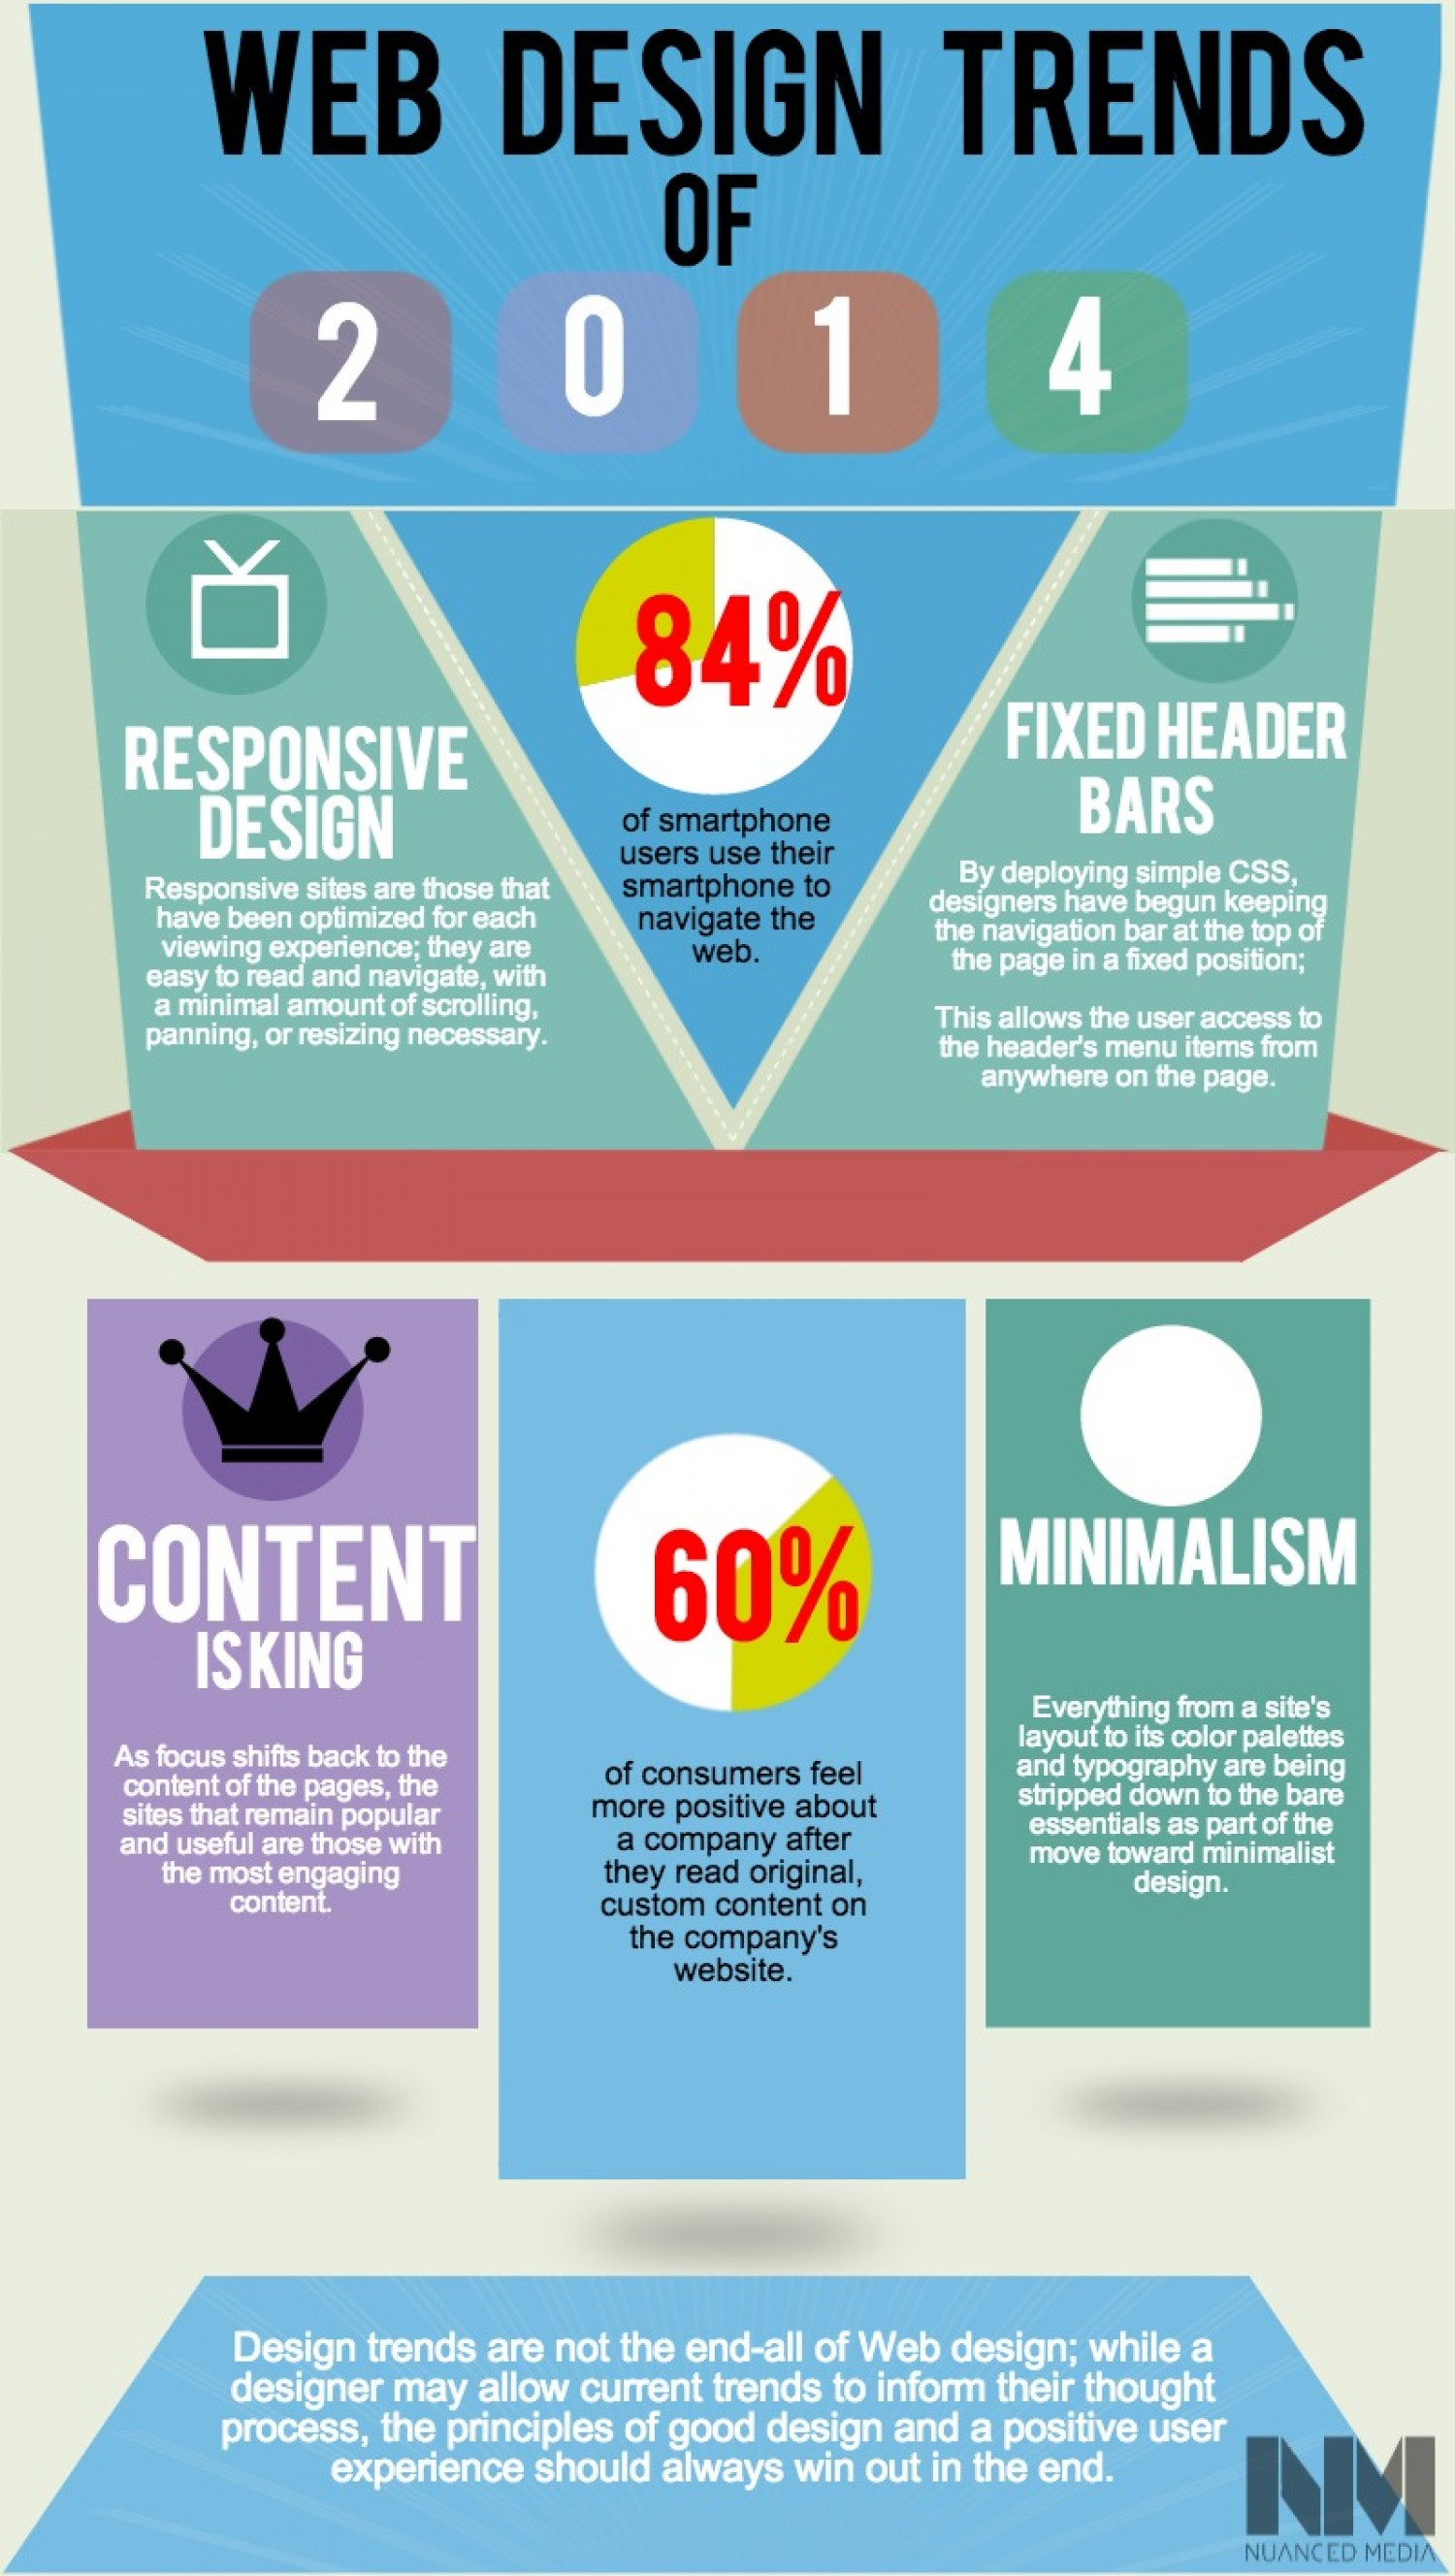 WEB DESIGN TRENDS
OF
2 0 1 4
RESPONSIVE
DESIGN
Responsive sites are those that
have been optimized for each
viewing experience; they are
easy to read and navigate, with
a minimal amount of scrolling,
panning, or resizing necessary.
84%
of smartphone
users use their
smartphone to
navigate the
web.
FIXED HEADER
BARS
By deploying simple CSS,
designers have begun keeping
the navigation bar at the top of
the page in a fixed position;
This allows the user access to
the header's menu items from
anywhere on the page.
CONTENT
IS KING
As focus shifts back to the
content of the pages, the
sites that remain popular
and useful are those with
the most engaging
content.
60%
of consumers feel
more positive about
a company after
they read original,
custom content on
the company's
website.
MINIMALISM
Everything from a site's
layout to its color palettes
and typography are being
stripped down to the bare
essentials as part of the
move toward minimalist
design.
Design trends are not the end-all of Web design; while a
designer may allow current trends to inform their thought
process, the principles of good design and a positive user
experience should always win out in the end.
NM
NUANCED MEDIA